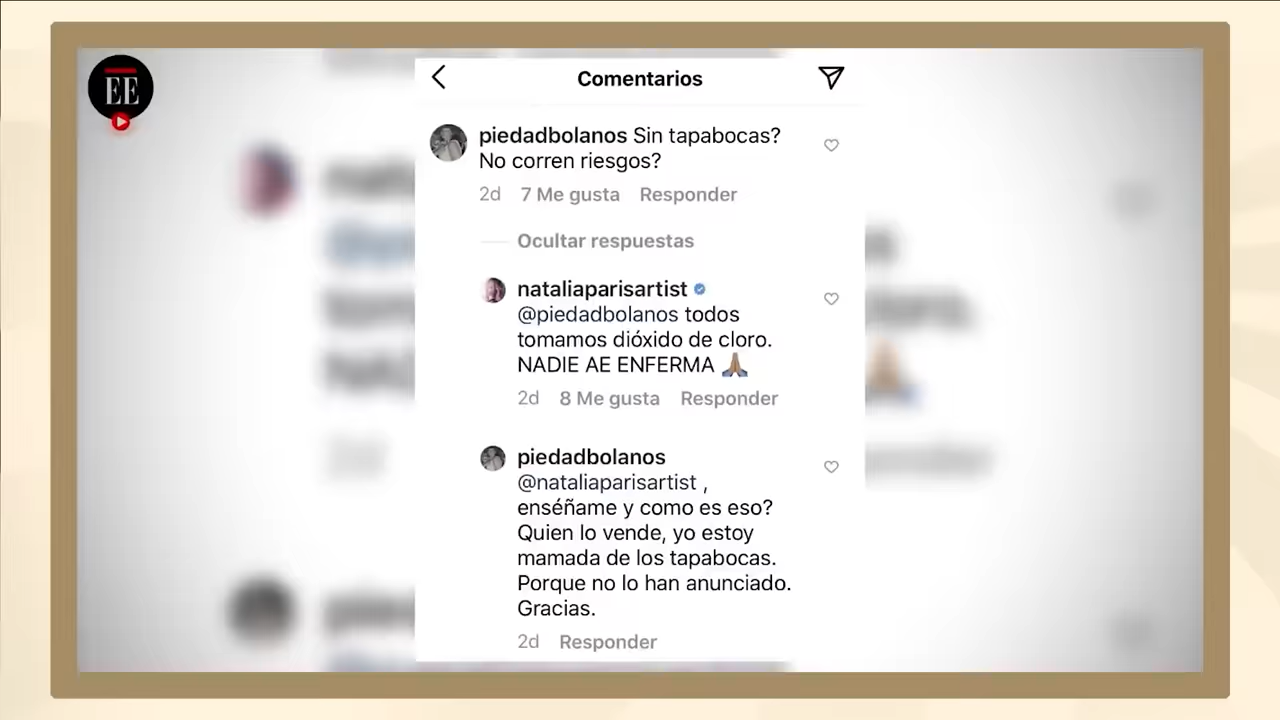 EE
Comentarios
piedadbolanos Sin tapabocas?
No corren riesgos?
2d 7 Me gusta Responder
Ocultar respuestas
nataliaparisartist
@piedadbolanos todos
tomamos dióxido de cloro.
NADIE AE ENFERMA 🙏🏽
2d 8 Me gusta Responder
piedadbolanos
@nataliaparisartist ,
enséñame y como es eso?
Quien lo vende, yo estoy
mamada de los tapabocas.
Porque no lo han anunciado.
Gracias.
2d Responder